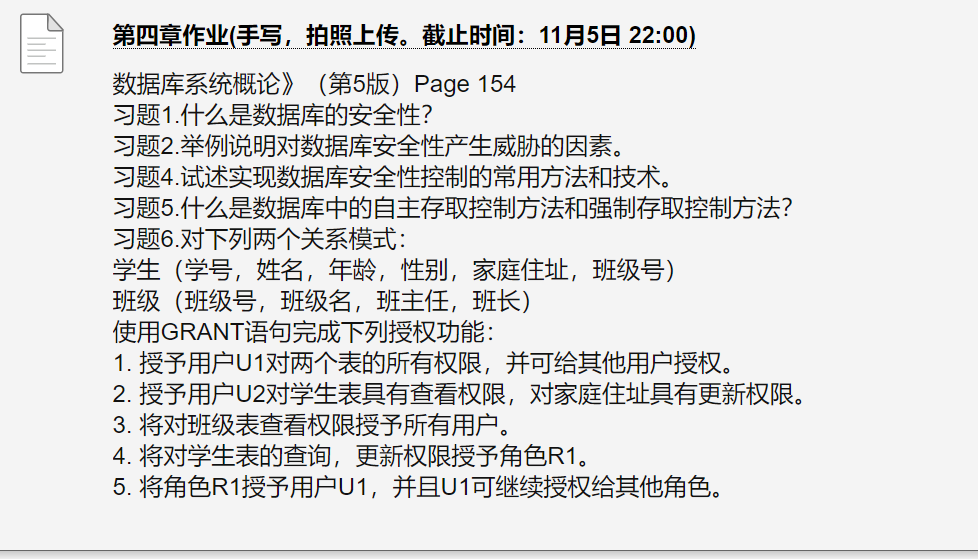 第四章作业(手写，拍照上传。截止时间：11月5日 22:00)
数据库系统概论》（第5版）Page 154
习题1.什么是数据库的安全性？
习题2.举例说明对数据库安全性产生威胁的因素。
习题4.试述实现数据库安全性控制的常用方法和技术。
习题5.什么是数据库中的自主存取控制方法和强制存取控制方法？
习题6.对下列两个关系模式：
学生（学号，姓名，年龄，性别，家庭住址，班级号）
班级（班级号，班级名，班主任，班长）
使用GRANT语句完成下列授权功能：
1. 授予用户U1对两个表的所有权限，并可给其他用户授权。
2. 授予用户U2对学生表具有查看权限，对家庭住址具有更新权限。
3. 将对班级表查看权限授予所有用户。
4. 将对学生表的查询，更新权限授予角色R1。
5. 将角色R1授予用户U1，并且U1可继续授权给其他角色。